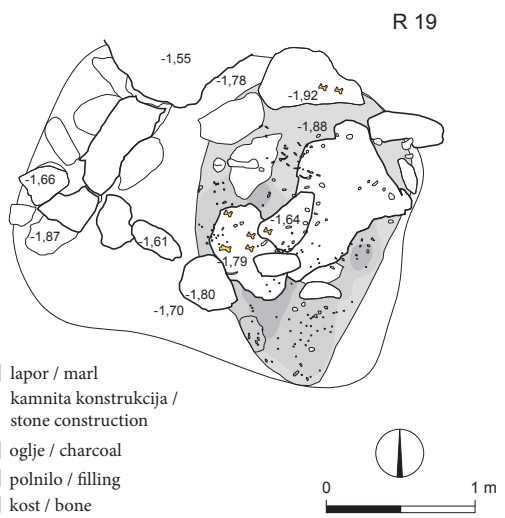 R 19
-1,55
-1,78
-1,92
-1,88
-1,66
-1,64
-1,87
-1,61
-1,79
-1,80
-1,70
lapor / marl
kamnita konstrukcija /
stone construction
oglje / charcoal
polnilo / filling
kost / bone
0 1 m